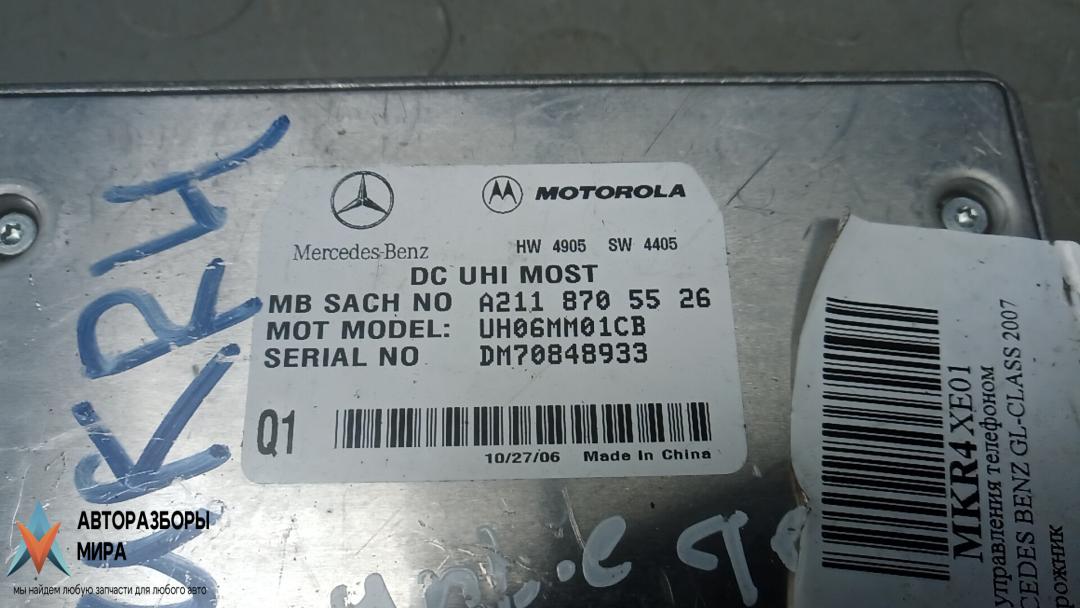 MOTOROLA
Mercedes-Benz
HW 4905 SW 4405
DC UHI MOST
MB SACH NO A211 870 55 26
MOT MODEL: UH06MM01CB
SERIAL NO DM70848933
Q1
10/27/06 Made In China
MKR4XE01
управления телефоном
CEDES BENZ GL-CLASS 2007
рожник
АВТОРАЗБОРЫ
МИРА
мы найдем любую запчасти для любого авто